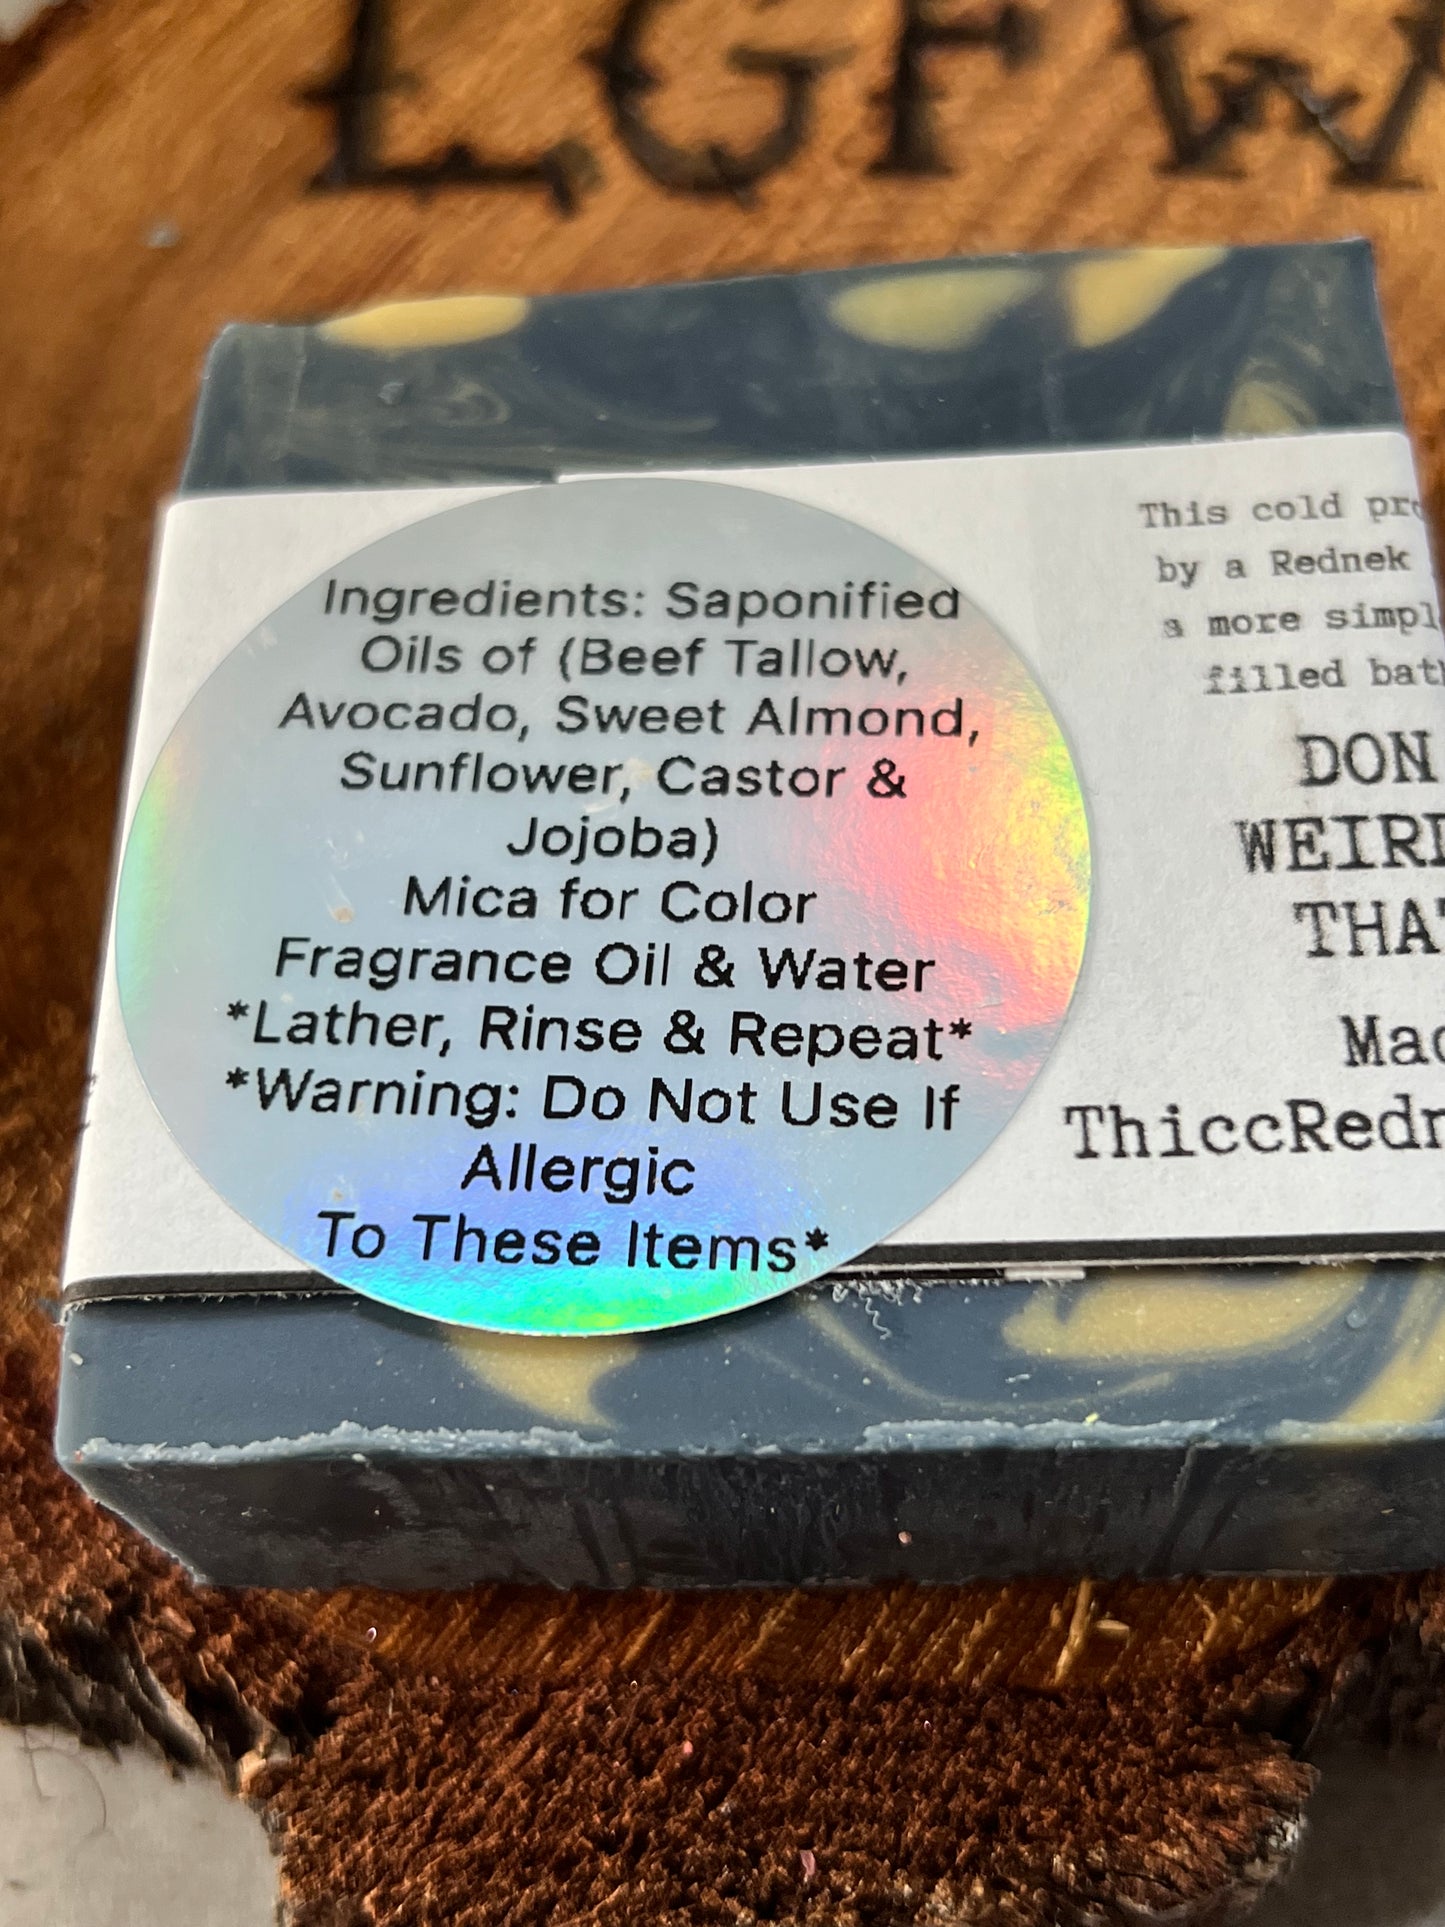 LGFW
Ingredients: Saponified
Oils of (Beef Tallow,
Avocado, Sweet Almond,
Sunflower, Castor &
Jojoba)
Mica for Color
Fragrance Oil & Water
*Lather, Rinse & Repeat*
*Warning: Do Not Use If
Allergic
To These Items*
This cold pro
by a Rednek
a more simpl
filled bat
DON
WEIRD
THAT
Mad
ThiccRedn